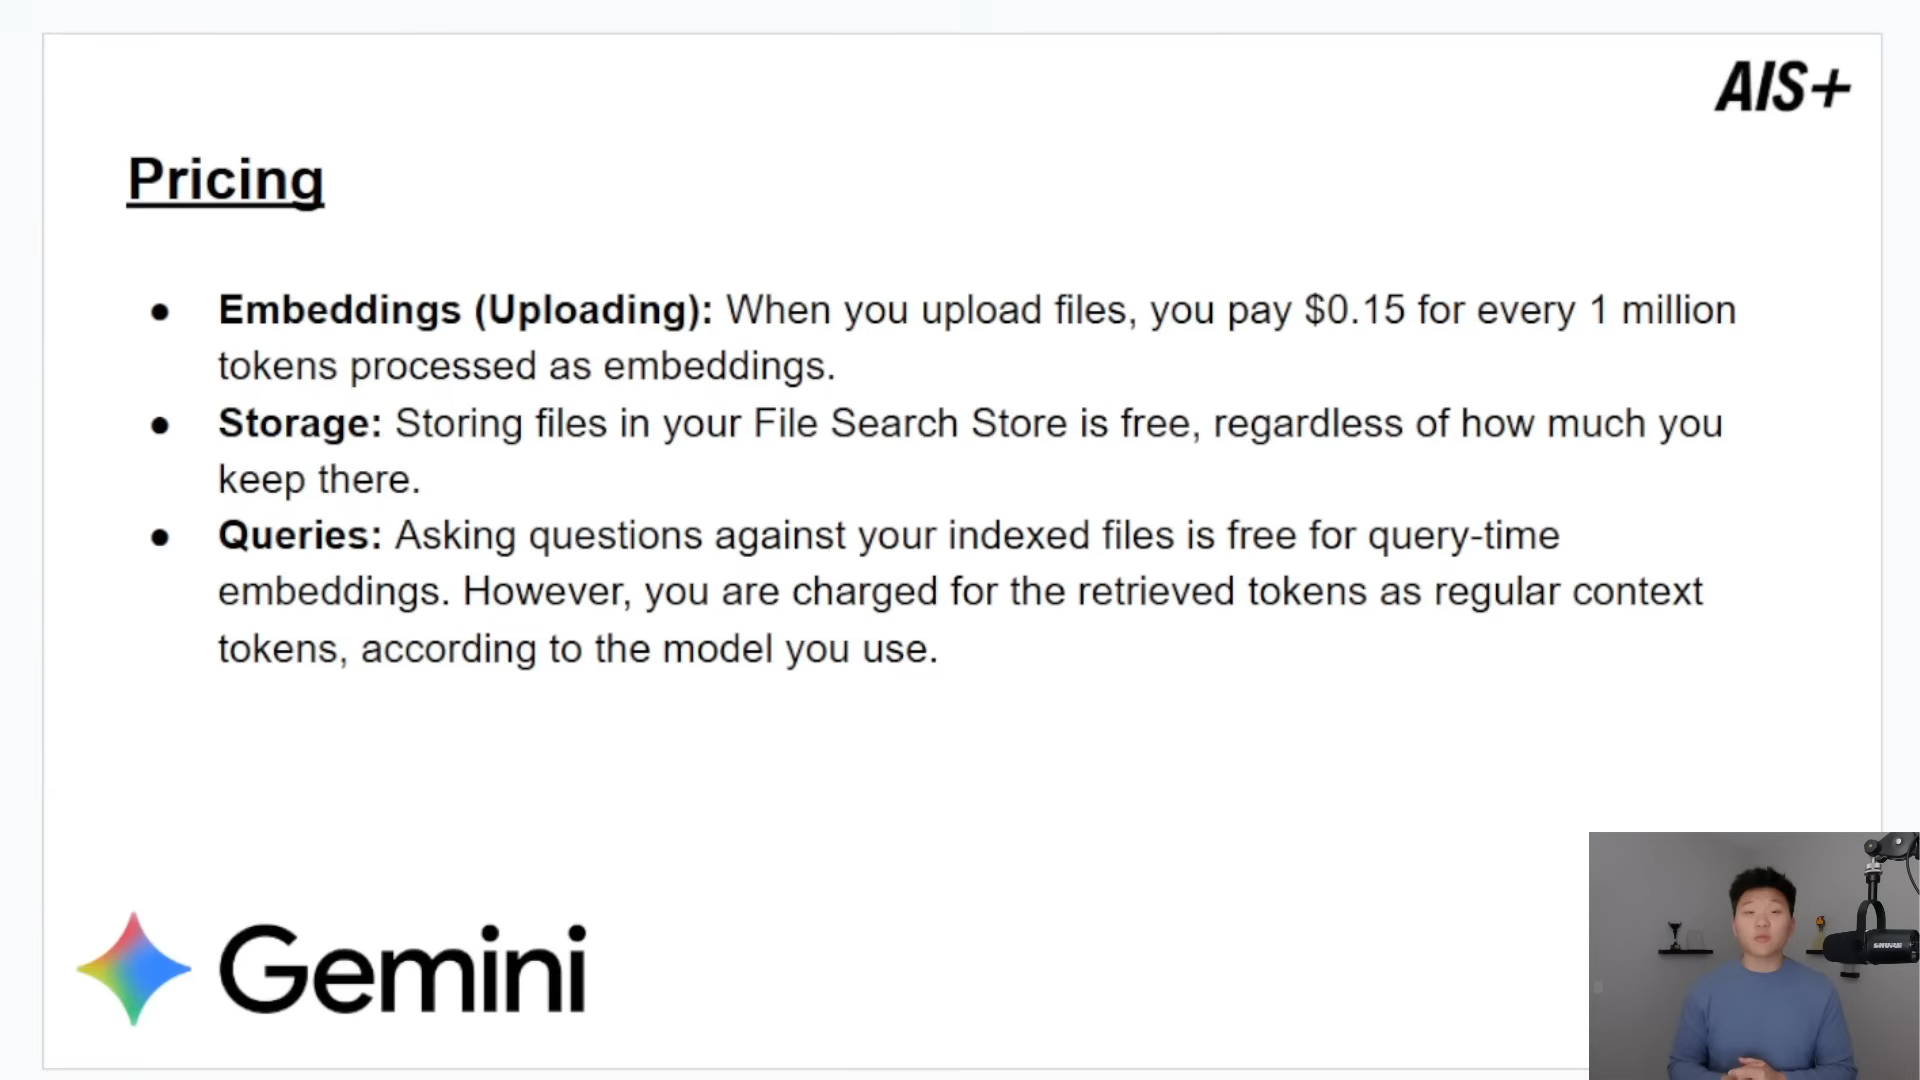 AIS+
Pricing
● Embeddings (Uploading): When you upload files, you pay $0.15 for every 1 million
tokens processed as embeddings.
● Storage: Storing files in your File Search Store is free, regardless of how much you
keep there.
● Queries: Asking questions against your indexed files is free for query-time
embeddings. However, you are charged for the retrieved tokens as regular context
tokens, according to the model you use.
Gemini
SHURE